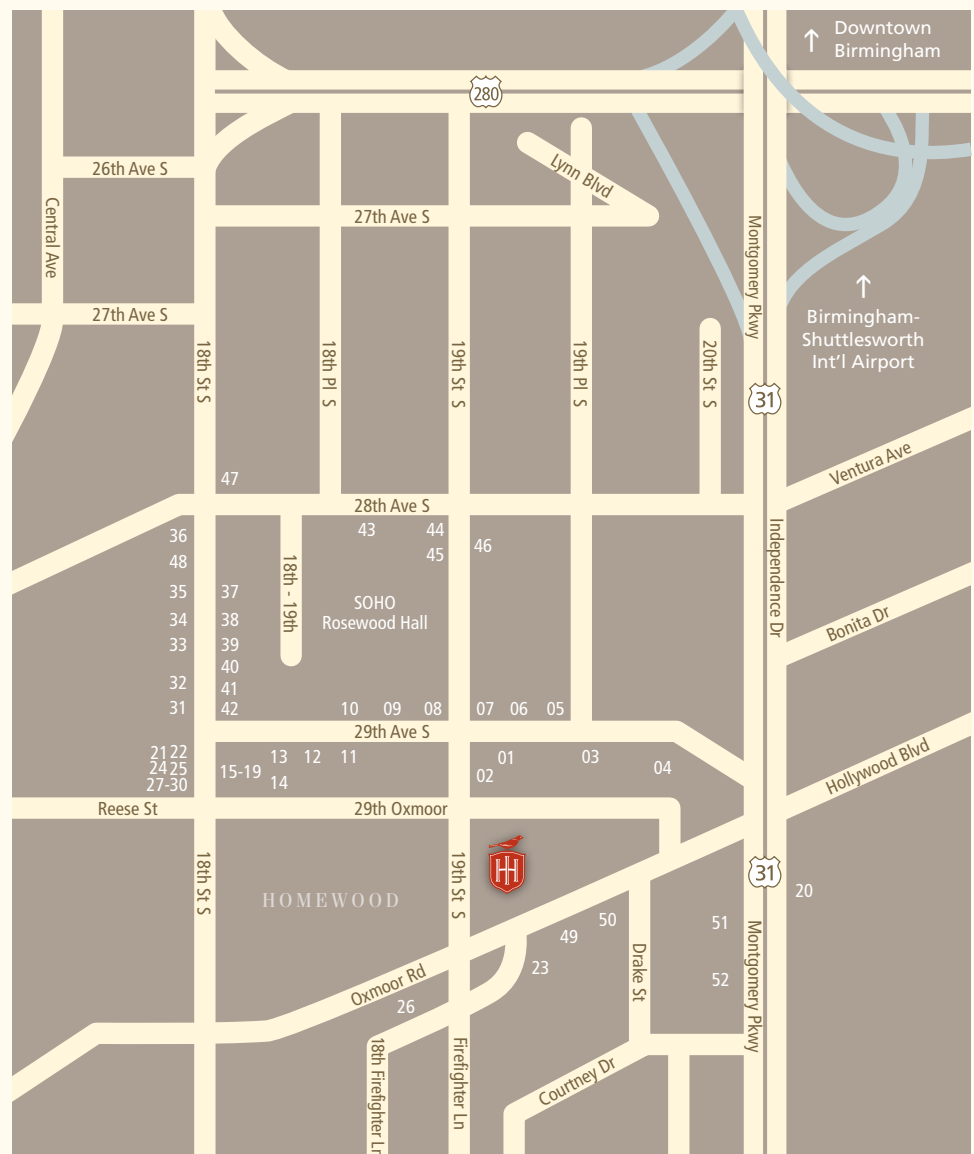 Downtown
Birmingham
280
26th Ave S
Lynn Blvd
Central Ave
27th Ave S
Montgomery Pkwy
27th Ave S
Birmingham-
Shuttlesworth
Int'l Airport
18th St S
18th Pl S
19th St S
19th Pl S
20th St S
31
Ventura Ave
47
28th Ave S
36
43
44
45
46
48
18th - 19th
Independence Dr
35
37
SOHO
Rosewood Hall
34
38
33
39
40
Bonita Dr
32
41
31
42
10
09
08
07
06
05
29th Ave S
21 22
24 25
27-30
15-19
13
12
11
14
01
02
03
04
Hollywood Blvd
Reese St
29th Oxmoor
18th St S
19th St S
HH
31
20
HOMEWOOD
50
49
51
23
Drake St
52
Montgomery Pkwy
Oxmoor Rd
26
18th Firefighter Ln
Firefighter Ln
Courtney Dr